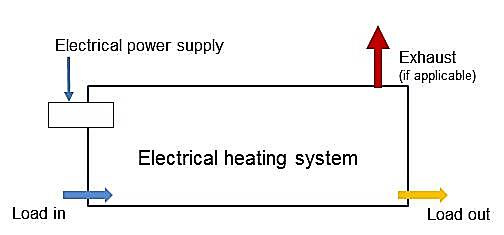 Electrical power supply
Exhaust
(if applicable)
Electrical heating system
Load in
Load out